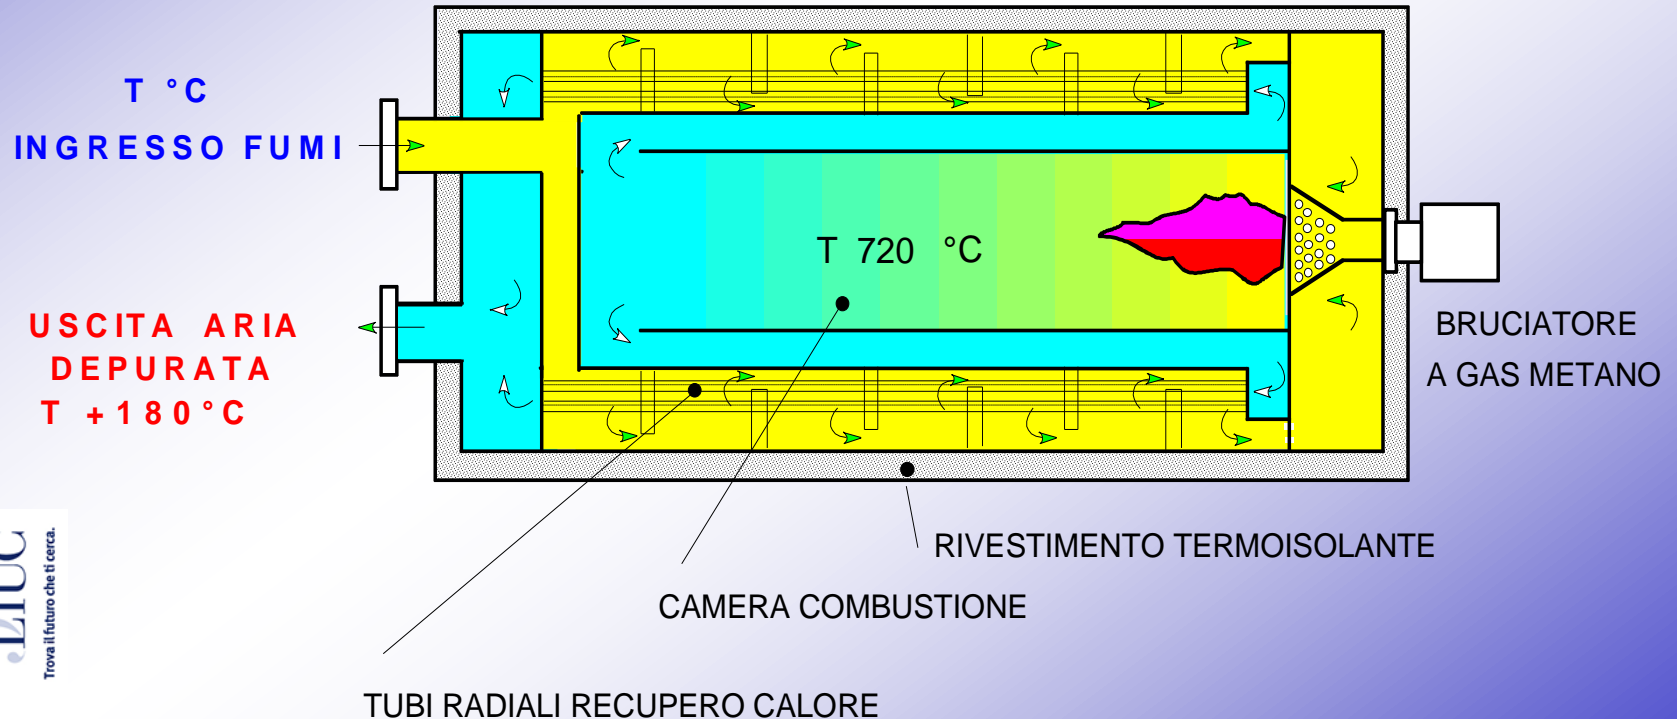 T °C
INGRESSO FUMI
T 720 °C
USCITA ARIA
DEPURATA
T +180°C
BRUCIATORE
A GAS METANO
RIVESTIMENTO TERMOISOLANTE
CAMERA COMBUSTIONE
TUBI RADIALI RECUPERO CALORE
Trova il futuro che ti cerca.